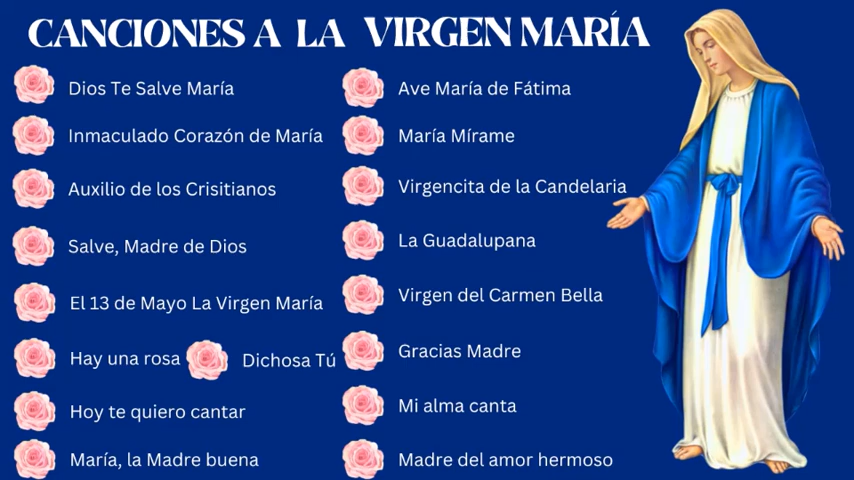 CANCIONES A LA VIRGEN MARÍA
Dios Te Salve María
Inmaculado Corazón de María
Auxilio de los Crisitianos
Salve, Madre de Dios
El 13 de Mayo La Virgen María
Hay una rosa
Dichosa Tú
Hoy te quiero cantar
María, la Madre buena
Ave María de Fátima
María Mírame
Virgencita de la Candelaria
La Guadalupana
Virgen del Carmen Bella
Gracias Madre
Mi alma canta
Madre del amor hermoso